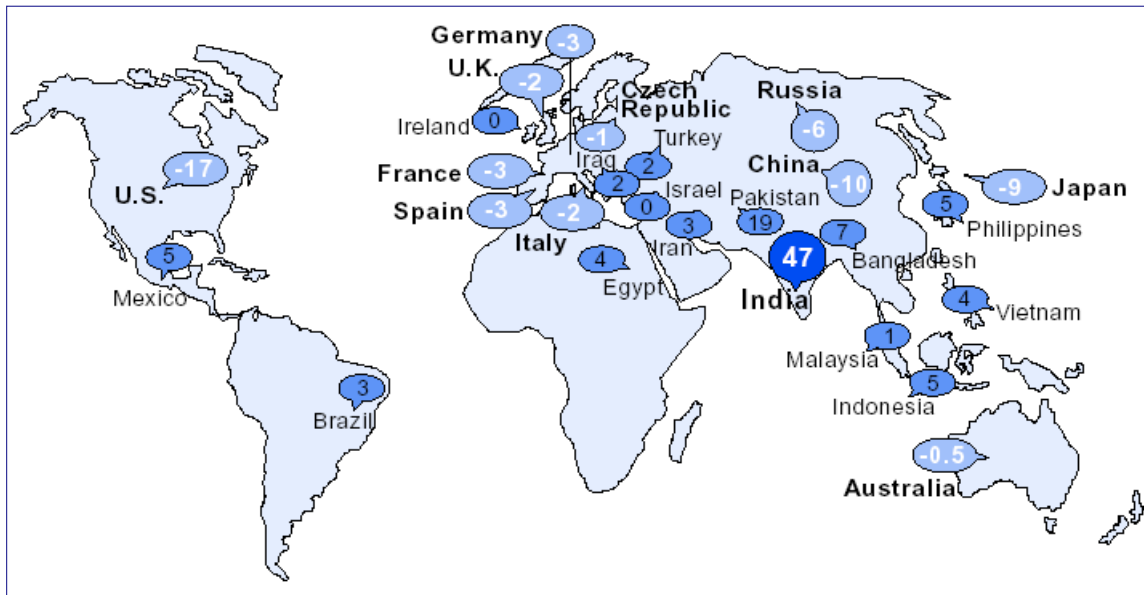 Germany
-3
U.K.
-2
Czech
Republic
-1
Russia
-6
Ireland
0
Turkey
2
Iraq
2
France
-3
China
-10
-17
U.S.
Israel
0
Pakistan
19
-9
Japan
Spain
-3
-2
Italy
Iran
3
5
Philippines
7
Bangladesh
47
India
5
Mexico
4
Egypt
4
Vietnam
1
Malaysia
5
Indonesia
3
Brazil
-0.5
Australia